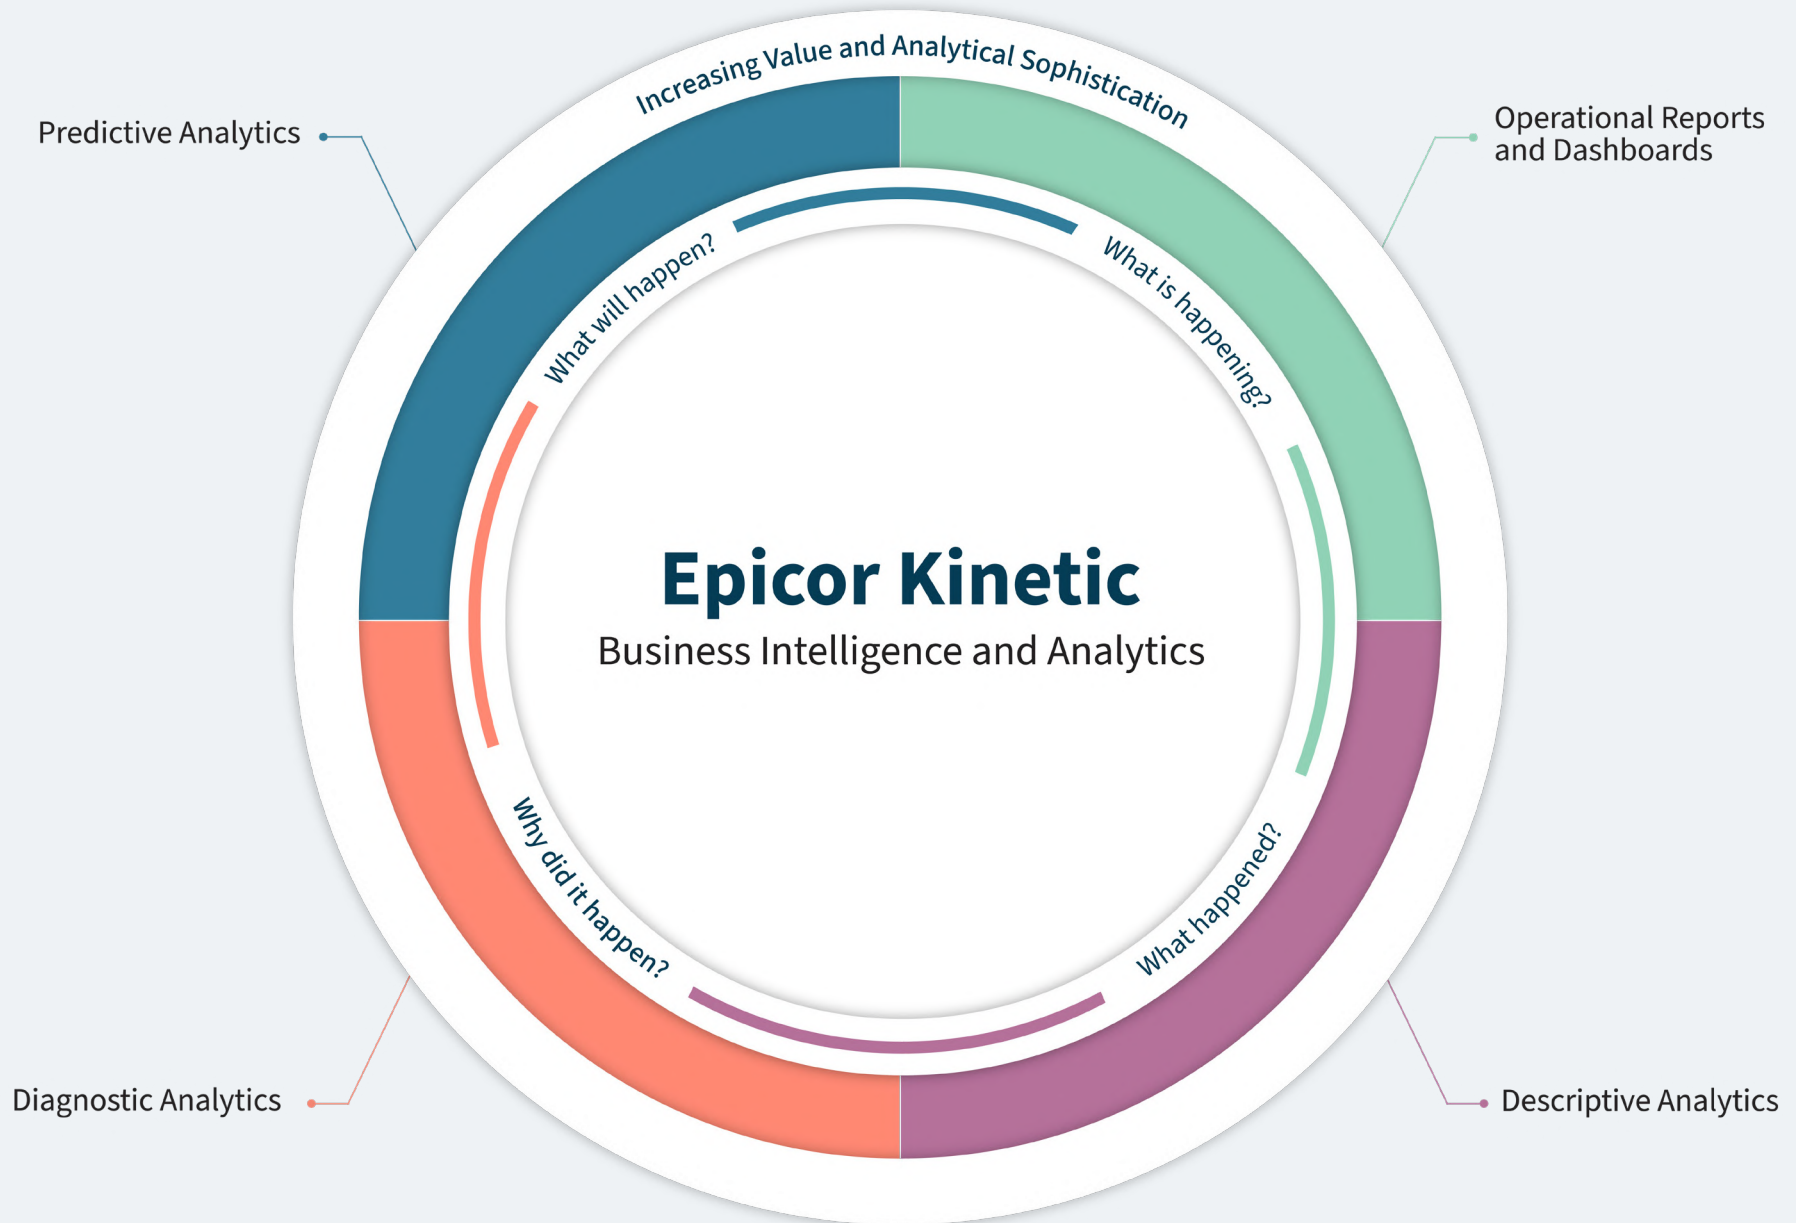 Increasing Value and Analytical Sophistication
Predictive Analytics
Operational Reports
and Dashboards
What will happen?
What is happening?
Epicor Kinetic
Business Intelligence and Analytics
Why did it happen?
What happened?
Diagnostic Analytics
Descriptive Analytics